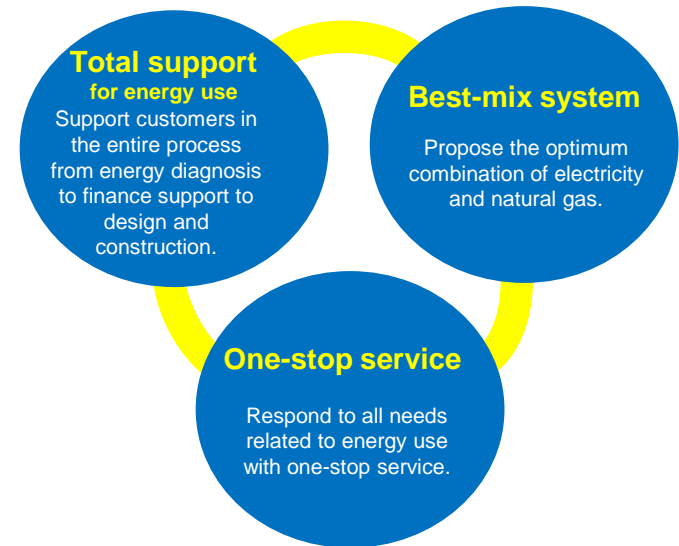 Total support
for energy use
Support customers in
the entire process
from energy diagnosis
to finance support to
design and
construction.
Best-mix system
Propose the optimum
combination of electricity
and natural gas.
One-stop service
Respond to all needs
related to energy use
with one-stop service.